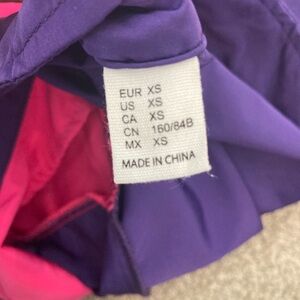 EUR XS
US XS
CA XS
CN 160/84B
MX XS
MADE IN CHINA